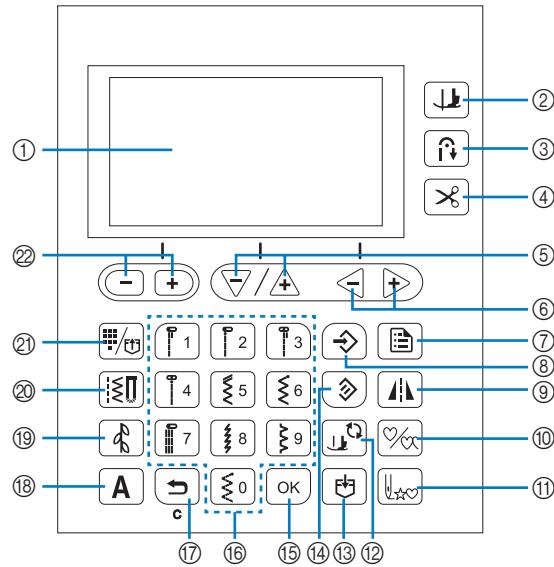 ①
②
③
④
⑤
⑥
㉒ − + − / + − +
㉑ / 1 2 3
⑦
⑧
⑳ 4 5 6
⑨
⑲ 7 8 9
⑩
⑱ A 0 OK
⑪
C
⑰ ⑯ ⑮ ⑭ ⑬ ⑫